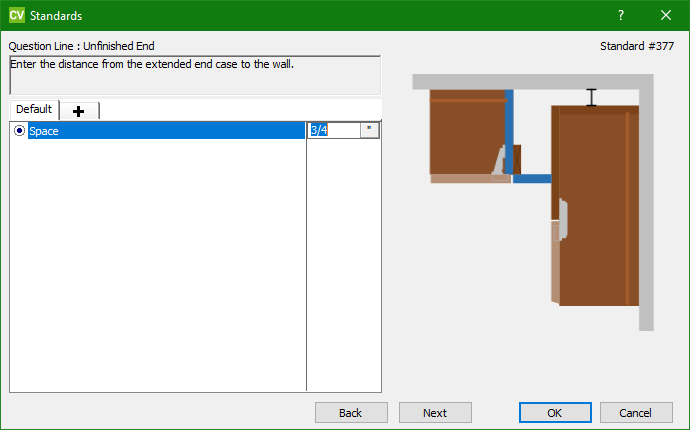 CV Standards ?
Question Line : Unfinished End
Standard #377
Enter the distance from the extended end case to the wall.
Default
Space 3/4 "
Back Next OK Cancel